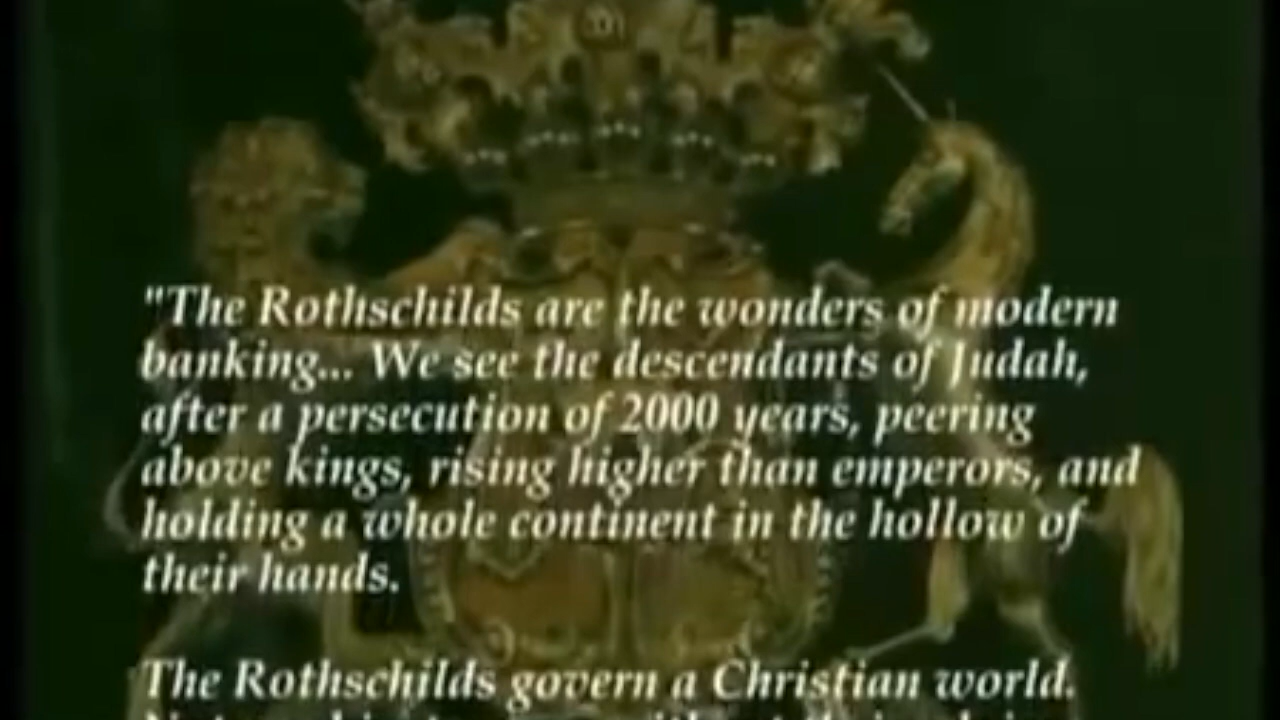 "The Rothschilds are the wonders of modern
banking... We see the descendants of Judah,
after a persecution of 2000 years, peering
above kings, rising higher than emperors, and
holding a whole continent in the hollow of
their hands.
The Rothschilds govern a Christian world.